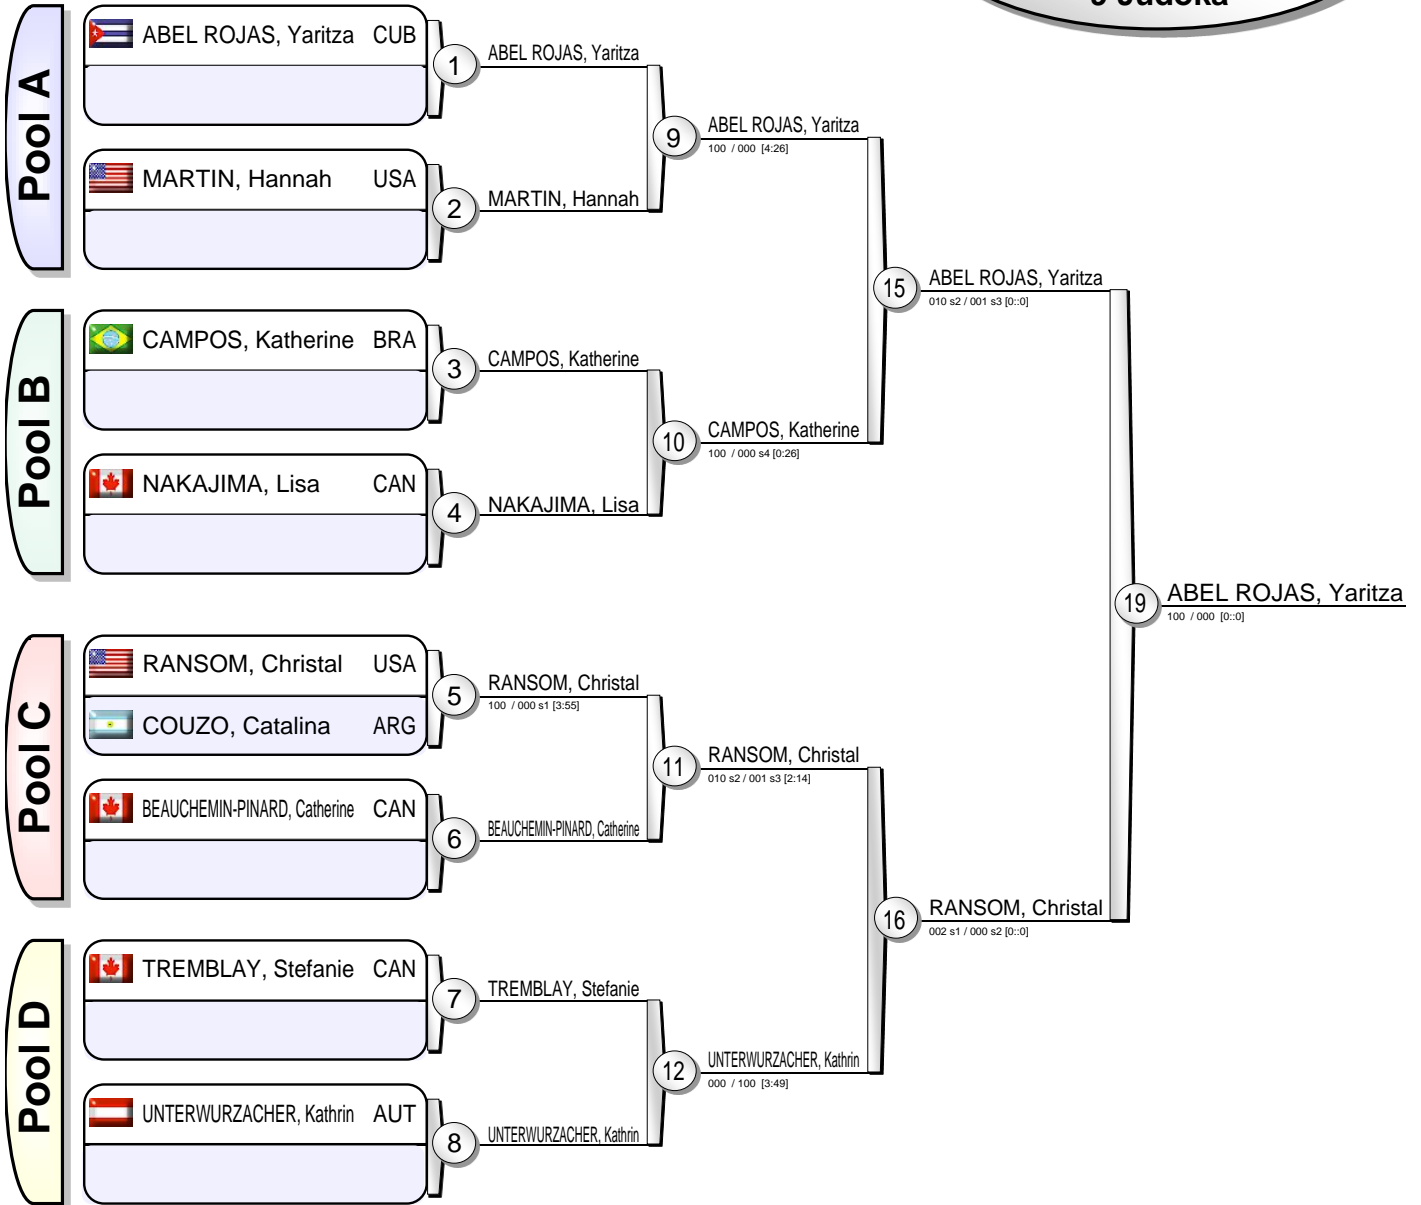 9 Judoka
Pool A
ABEL ROJAS, Yaritza CUB
1
ABEL ROJAS, Yaritza
MARTIN, Hannah USA
2
MARTIN, Hannah
9
ABEL ROJAS, Yaritza
100 / 000 [4:26]
Pool B
CAMPOS, Katherine BRA
3
CAMPOS, Katherine
NAKAJIMA, Lisa CAN
4
NAKAJIMA, Lisa
10
CAMPOS, Katherine
100 / 000 s4 [0:26]
15
ABEL ROJAS, Yaritza
010 s2 / 001 s3 [0::0]
Pool C
RANSOM, Christal USA
COUZO, Catalina ARG
5
RANSOM, Christal
100 / 000 s1 [3:55]
BEAUCHEMIN-PINARD, Catherine CAN
6
BEAUCHEMIN-PINARD, Catherine
11
RANSOM, Christal
010 s2 / 001 s3 [2:14]
Pool D
TREMBLAY, Stefanie CAN
7
TREMBLAY, Stefanie
UNTERWURZACHER, Kathrin AUT
8
UNTERWURZACHER, Kathrin
12
UNTERWURZACHER, Kathrin
000 / 100 [3:49]
16
RANSOM, Christal
002 s1 / 000 s2 [0::0]
19
ABEL ROJAS, Yaritza
100 / 000 [0::0]